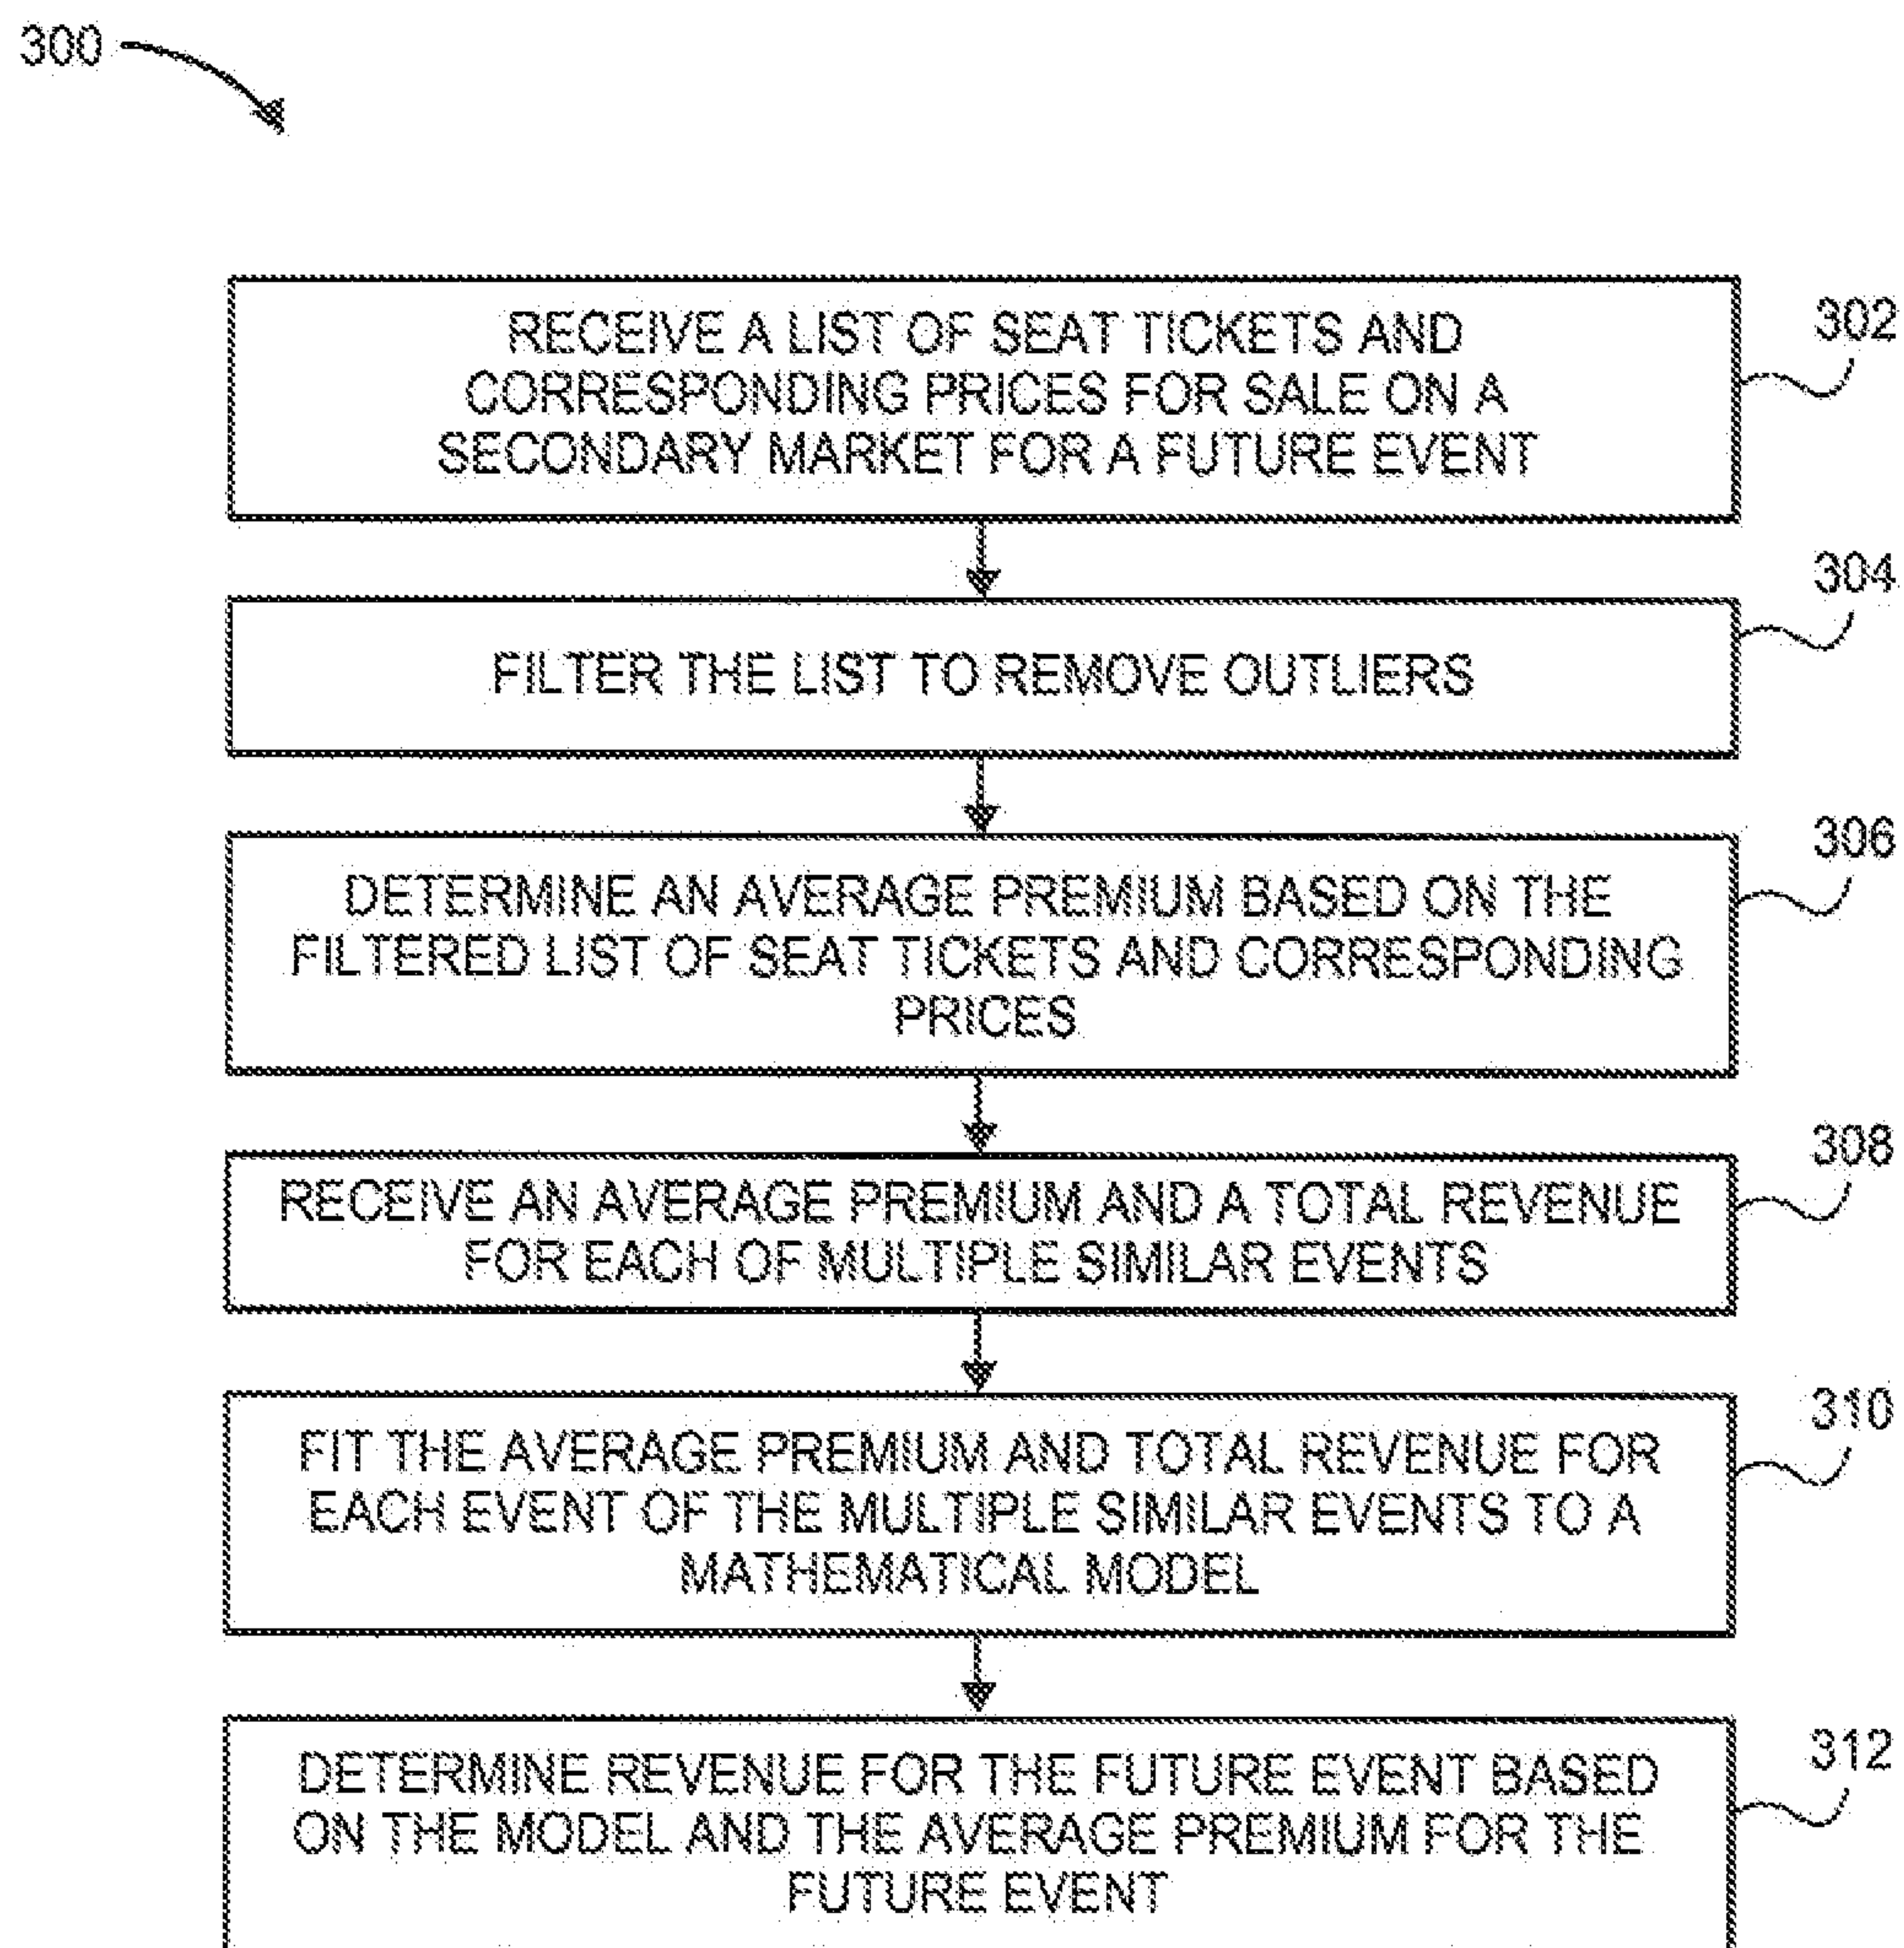 300
RECEIVE A LIST OF SEAT TICKETS AND
CORRESPONDING PRICES FOR SALE ON A
SECONDARY MARKET FOR A FUTURE EVENT
302
FILTER THE LIST TO REMOVE OUTLIERS
304
DETERMINE AN AVERAGE PREMIUM BASED ON THE
FILTERED LIST OF SEAT TICKETS AND CORRESPONDING
PRICES
306
RECEIVE AN AVERAGE PREMIUM AND A TOTAL REVENUE
FOR EACH OF MULTIPLE SIMILAR EVENTS
308
FIT THE AVERAGE PREMIUM AND TOTAL REVENUE FOR
EACH EVENT OF THE MULTIPLE SIMILAR EVENTS TO A
MATHEMATICAL MODEL
310
DETERMINE REVENUE FOR THE FUTURE EVENT BASED
ON THE MODEL AND THE AVERAGE PREMIUM FOR THE
FUTURE EVENT
312